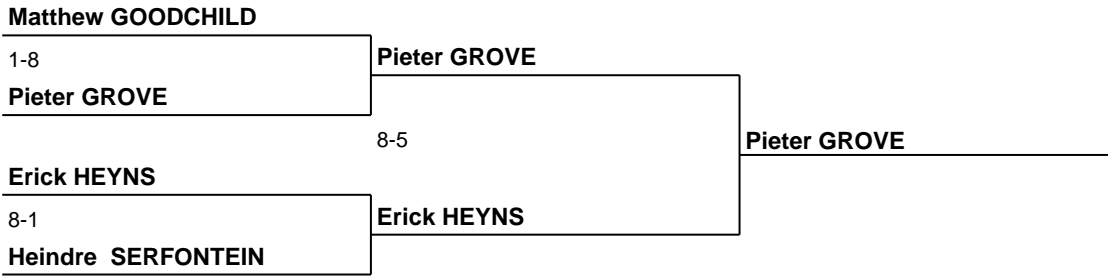 Matthew GOODCHILD
1-8
Pieter GROVE
Pieter GROVE
8-5
Pieter GROVE
Erick HEYNS
8-1
Erick HEYNS
Heindre SERFONTEIN